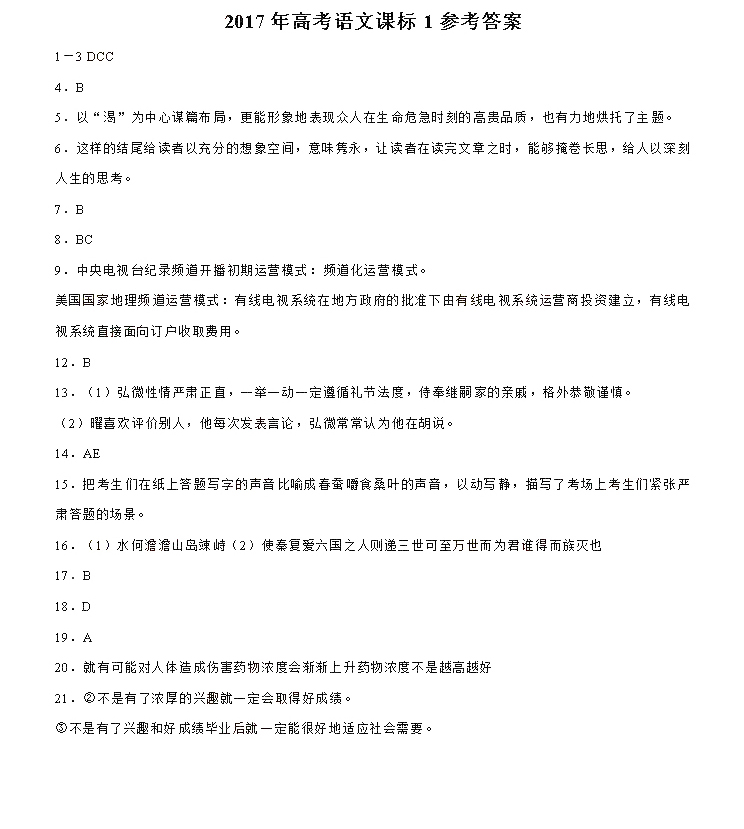 2017年高考语文课标1参考答案
1－3 DCC
4．B
5．以“渴”为中心谋篇布局，更能形象地表现众人在生命危急时刻的高贵品质，也有力地烘托了主题。
6．这样的结尾给读者以充分的想象空间，意味隽永，让读者在读完文章之时，能够掩卷长思，给人以深刻
人生的思考。
7．B
8．BC
9．中央电视台纪录频道开播初期运营模式：频道化运营模式。
美国国家地理频道运营模式：有线电视系统在地方政府的批准下由有线电视系统运营商投资建立，有线电
视系统直接面向订户收取费用。
12．B
13．（1）弘微性情严肃正直，一举一动一定遵循礼节法度，侍奉继嗣家的亲戚，格外恭敬谨慎。
（2）曜喜欢评价别人，他每次发表言论，弘微常常认为他在胡说。
14．AE
15．把考生们在纸上答题写字的声音比喻成春蚕嚼食桑叶的声音，以动写静，描写了考场上考生们紧张严
肃答题的场景。
16．（1）水何澹澹山岛竦峙（2）使秦复爱六国之人则递三世可至万世而为君谁得而族灭也
17．B
18．D
19．A
20．就有可能对人体造成伤害药物浓度会渐渐上升药物浓度不是越高越好
21．②不是有了浓厚的兴趣就一定会取得好成绩。
③不是有了兴趣和好成绩毕业后就一定能很好地适应社会需要。